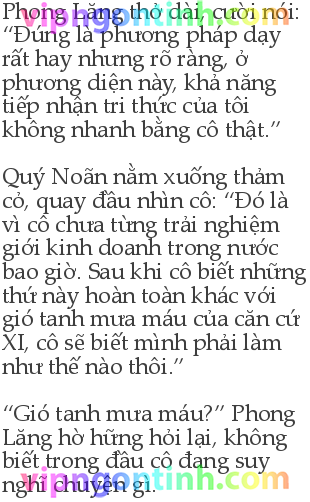 Phong Lăng thở dài, cười nói:
“Đúng là phương pháp dạy
rất hay nhưng rõ ràng, ở
phương diện này, khả năng
tiếp nhận tri thức của tôi
không nhanh bằng cô thật.”
Quý Noãn nằm xuống thảm
cỏ, quay đầu nhìn cô: “Đó là
vì cô chưa từng trải nghiệm
giới kinh doanh trong nước
bao giờ. Sau khi cô biết những
thứ này hoàn toàn khác với
gió tanh mưa máu của căn cứ
XI, cô sẽ biết mình phải làm
như thế nào thôi.”
“Gió tanh mưa máu?” Phong
Lăng hờ hững hỏi lại, không
biết trong đầu cô đang suy
nghĩ chuyện gì.
vipngontinh.com
vipngontinh.com